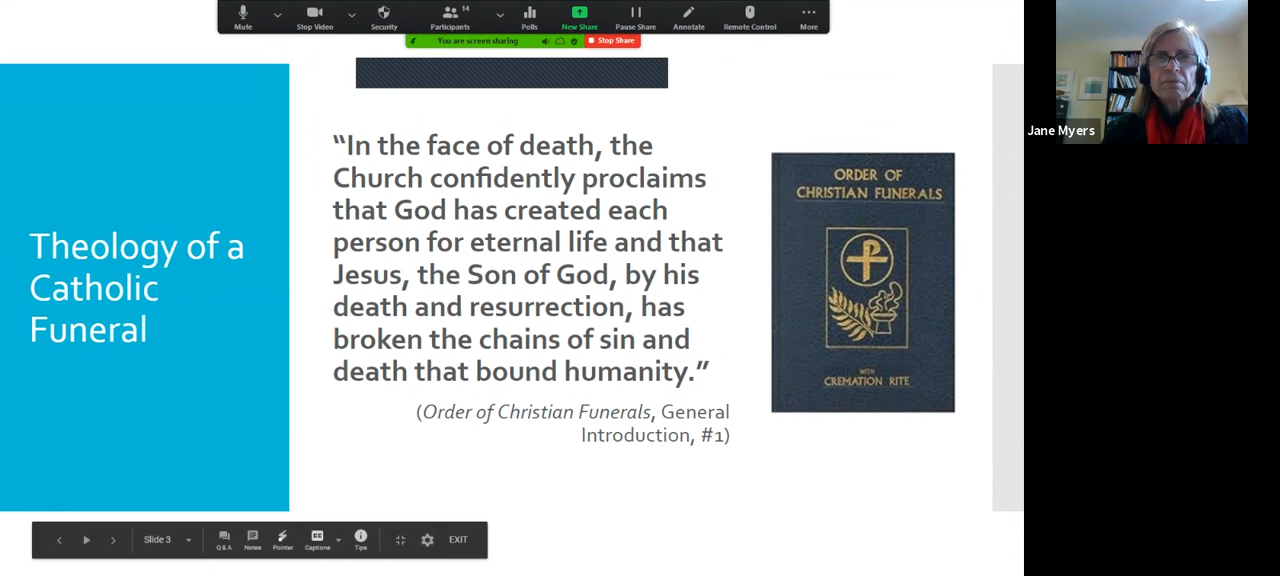 Mute
Stop Video
Security
Participants
14
Polls
New Share
Pause Share
Annotate
Remote Control
More
You are screen sharing
Stop Share
Jane Myers
Theology of a
Catholic
Funeral
“In the face of death, the
Church confidently proclaims
that God has created each
person for eternal life and that
Jesus, the Son of God, by his
death and resurrection, has
broken the chains of sin and
death that bound humanity.”
(Order of Christian Funerals, General
Introduction, #1)
ORDER OF
CHRISTIAN FUNERALS
WITH
CREMATION RITE
Slide 3
Q & A
Notes
Pointer
CC
Captions
Tips
EXIT